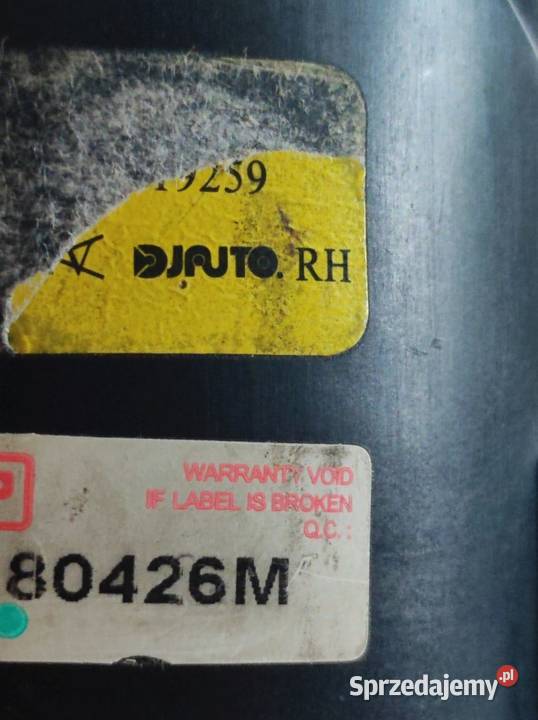 19259
DJAUTO. RH
WARRANTY VOID
IF LABEL IS BROKEN
Q.C. :
80426M
Sprzedajemy.pl